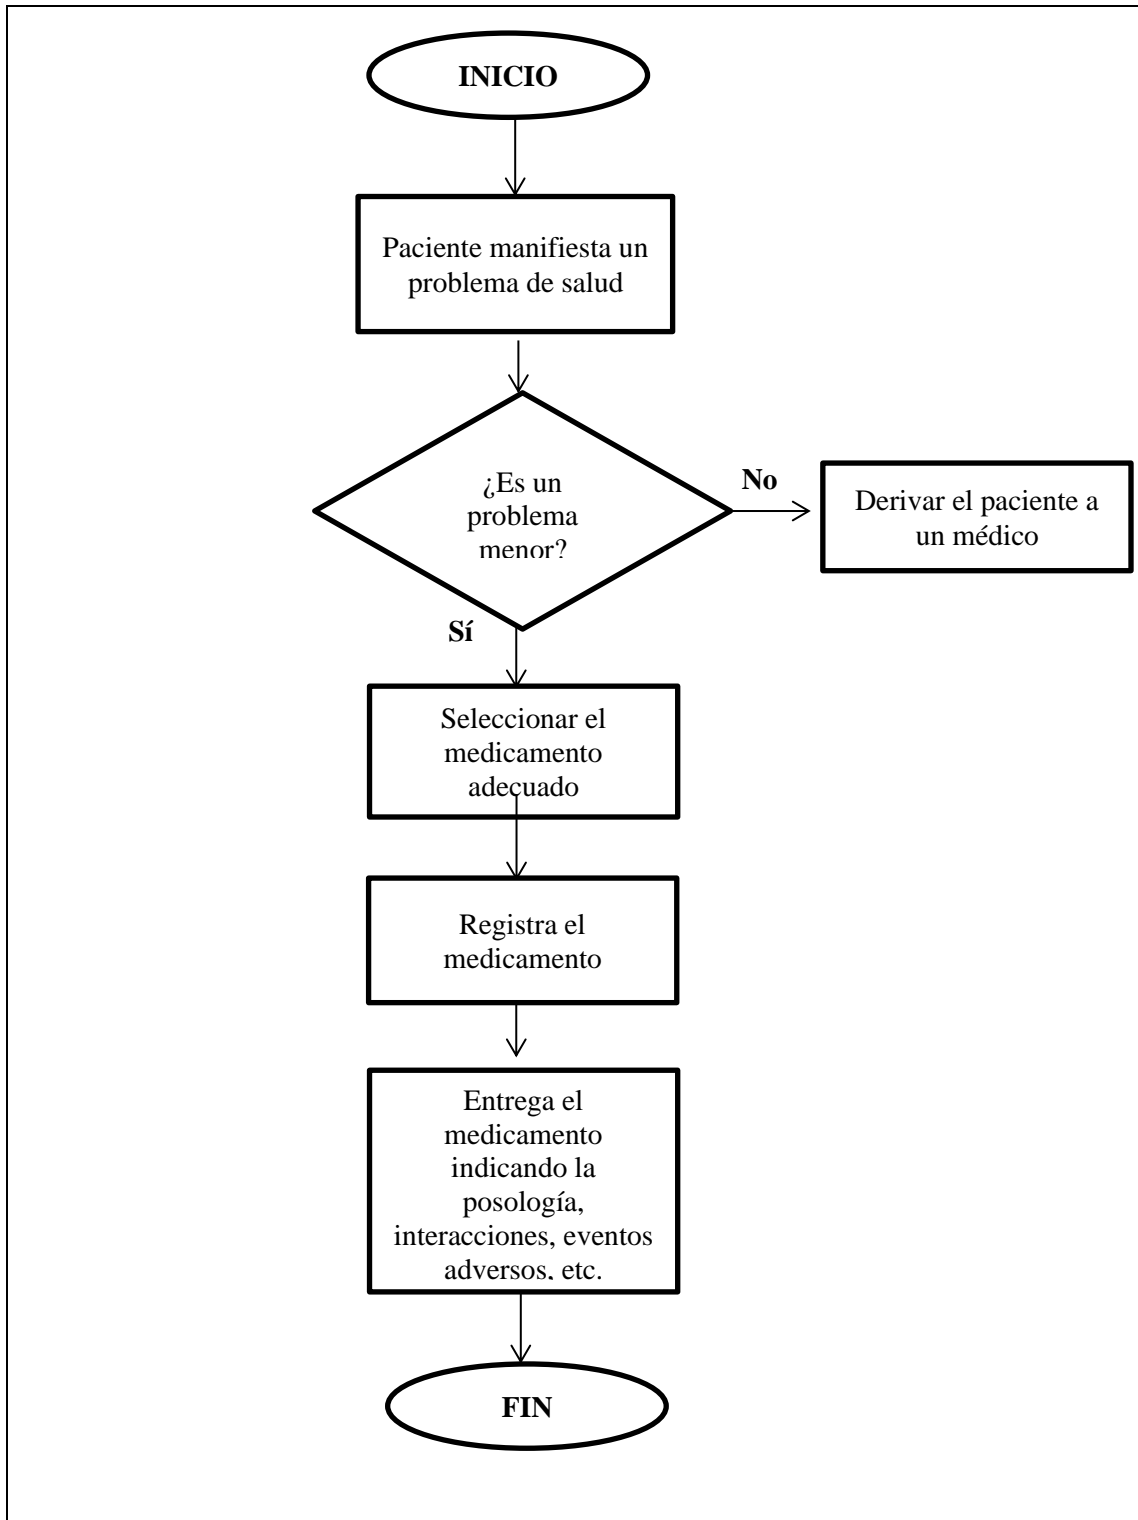 INICIO
Paciente manifiesta un
problema de salud
¿Es un
problema
menor?
No
Derivar el paciente a
un médico
Sí
Seleccionar el
medicamento
adecuado
Registra el
medicamento
Entrega el
medicamento
indicando la
posología,
interacciones, eventos
adversos, etc.
FIN